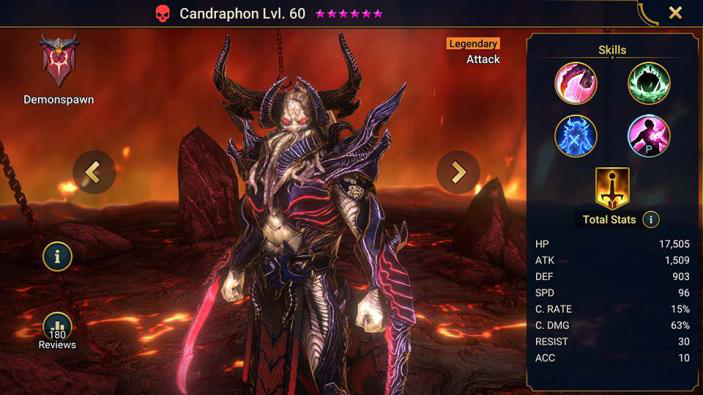 Candraphon Lvl. 60
Demonspawn
Legendary
Attack
180
Reviews
Skills
P
Total Stats
HP 17,505
ATK 1,509
DEF 903
SPD 96
C. RATE 15%
C. DMG 63%
RESIST 30
ACC 10